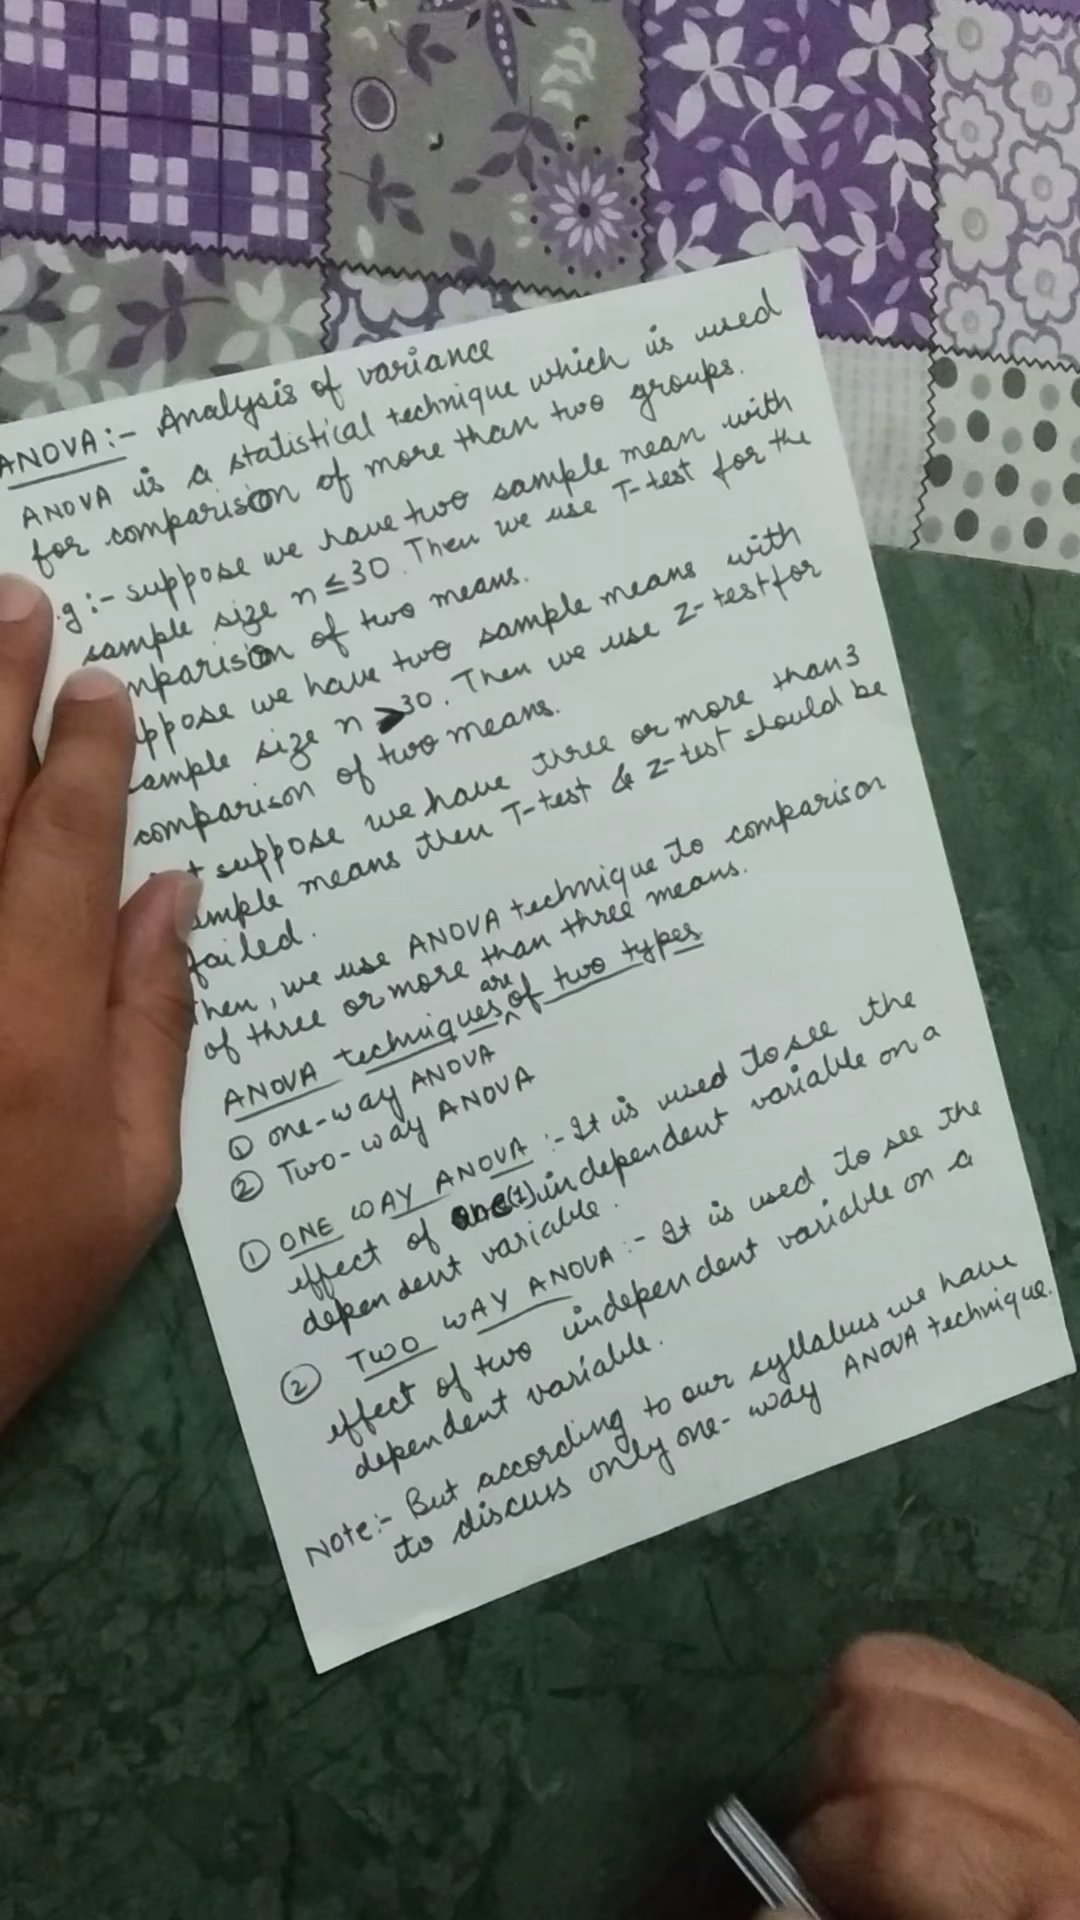 ANOVA :- Analysis of variance
ANOVA is a statistical technique which is used
for comparision of more than two groups.
.g :- suppose we have two sample mean with
sample size n ≤ 30. Then we use T-test for the
mparision of two means.
ppose we have two sample means with
ample size n > 30. Then we use Z-test for
comparison of two means.
t suppose we have three or more than 3
ample means then T-test & Z-test should be
failed.
Then, we use ANOVA technique to comparison
of three or more than three means.
ANOVA techniques are of two types
① one-way ANOVA
② Two-way ANOVA
① ONE WAY ANOVA :- It is used to see the
effect of one(1) independent variable on a
dependent variable.
② TWO WAY ANOVA :- It is used to see the
effect of two independent variable on a
dependent variable.
Note:- But according to our syllabus we have
to discuss only one-way ANOVA technique.